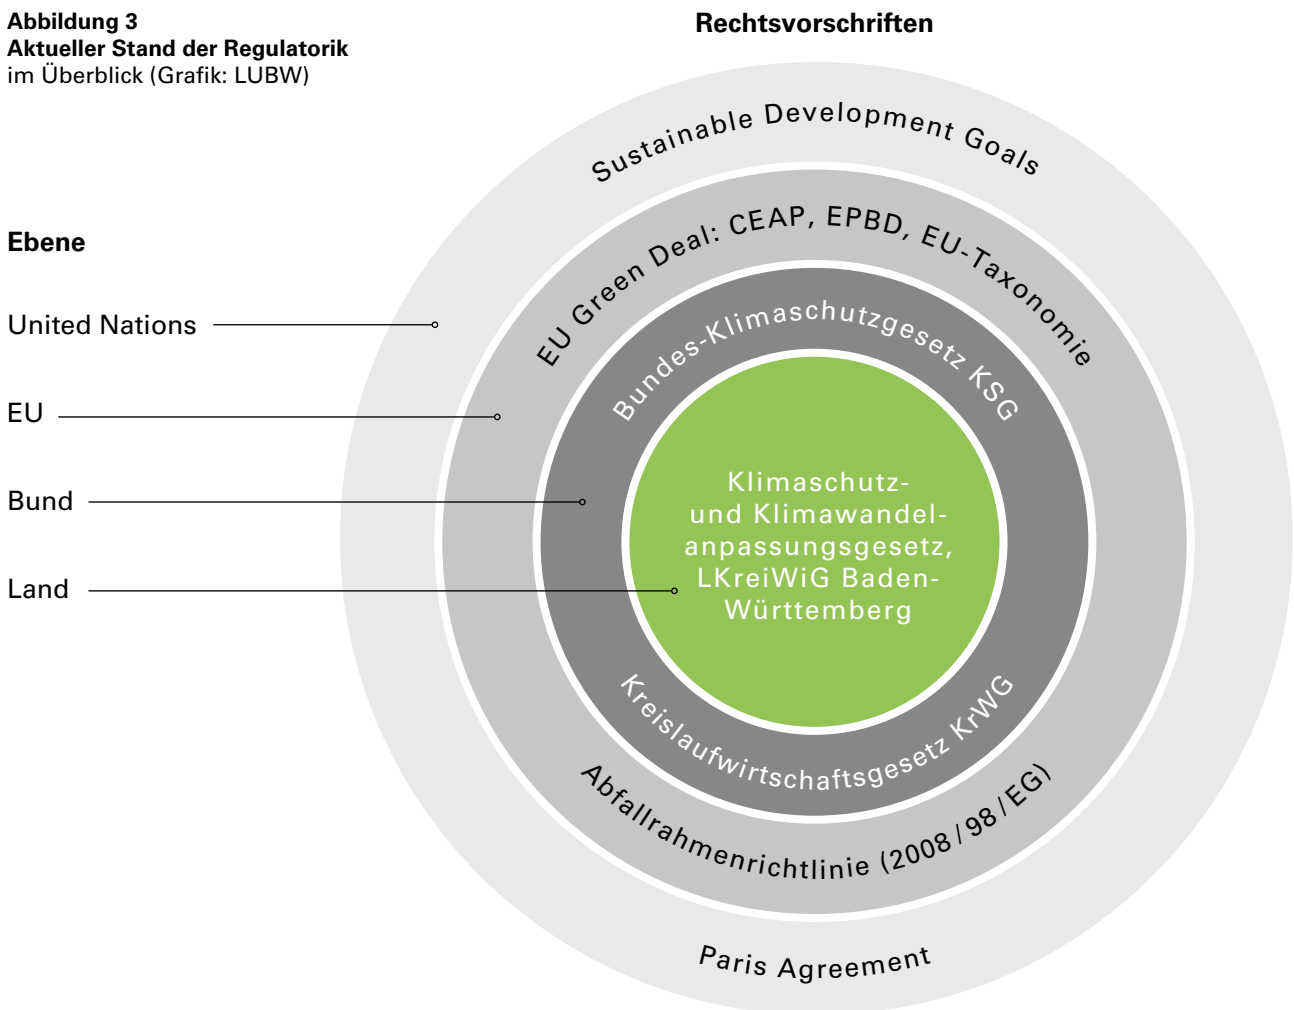 Abbildung 3
Aktueller Stand der Regulatorik
im Überblick (Grafik: LUBW)
Rechtsvorschriften
Sustainable Development Goals
EU Green Deal: CEAP, EPBD, EU-Taxonomie
Bundes-Klimaschutzgesetz KSG
Ebene
United Nations
EU
Bund
Land
Klimaschutz-
und Klimawandel-
anpassungsgesetz,
LKreiWiG Baden-
Württemberg
Kreislaufwirtschaftsgesetz KrWG
Abfallrahmenrichtlinie (2008 / 98 / EG)
Paris Agreement